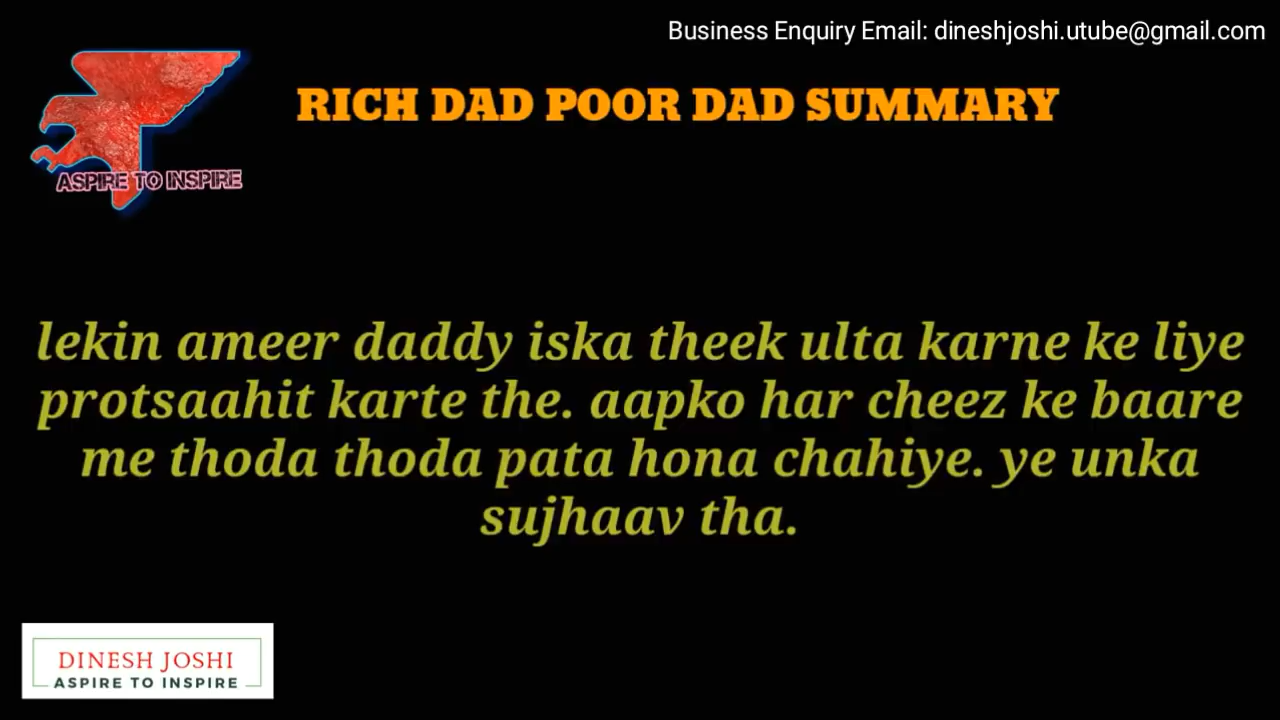 Business Enquiry Email: dineshjoshi.utube@gmail.com
RICH DAD POOR DAD SUMMARY
ASPIRE TO INSPIRE
lekin ameer daddy iska theek ulta karne ke liye
protsaahit karte the. aapko har cheez ke baare
me thoda thoda pata hona chahiye. ye unka
sujhaav tha.
DINESH JOSHI
ASPIRE TO INSPIRE